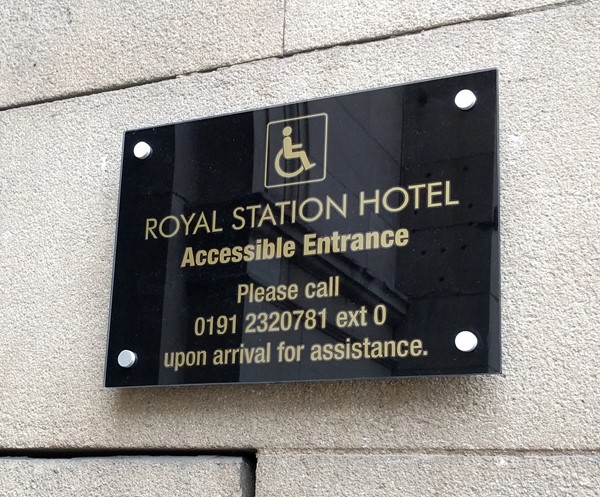 ROYAL STATION HOTEL
Accessible Entrance
Please call
0191 2320781 ext 0
upon arrival for assistance.